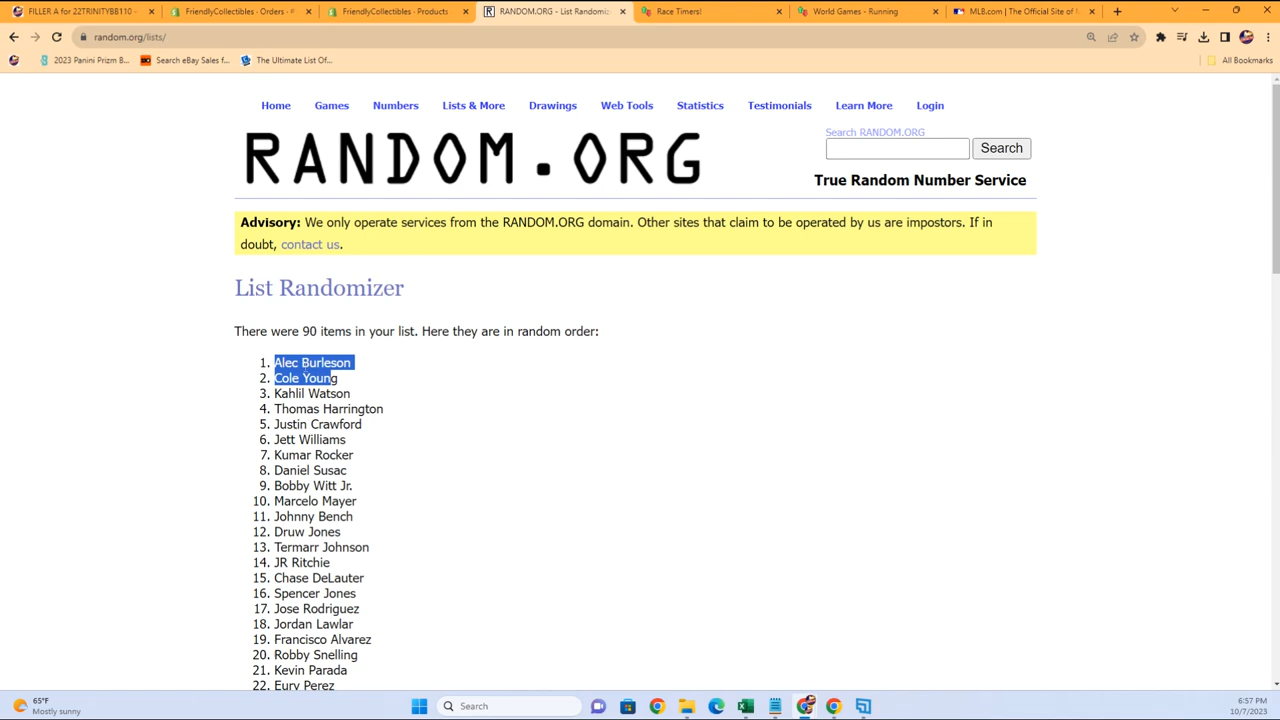 FILLER A for 22TRINITYBB110 -
FriendlyCollectibles - Orders -
FriendlyCollectibles - Products
RANDOM.ORG - List Randomiz
Race Timers!
World Games - Running
MLB.com | The Official Site of
random.org/lists/
2023 Panini Prizm B...
Search eBay Sales f...
The Ultimate List Of...
All Bookmarks
Home Games Numbers Lists & More Drawings Web Tools Statistics Testimonials Learn More Login
RANDOM.ORG
Search RANDOM.ORG
Search
True Random Number Service
Advisory: We only operate services from the RANDOM.ORG domain. Other sites that claim to be operated by us are impostors. If in
doubt, contact us.
List Randomizer
There were 90 items in your list. Here they are in random order:
1. Alec Burleson
2. Cole Young
3. Kahlil Watson
4. Thomas Harrington
5. Justin Crawford
6. Jett Williams
7. Kumar Rocker
8. Daniel Susac
9. Bobby Witt Jr.
10. Marcelo Mayer
11. Johnny Bench
12. Druw Jones
13. Termarr Johnson
14. JR Ritchie
15. Chase DeLauter
16. Spencer Jones
17. Jose Rodriguez
18. Jordan Lawlar
19. Francisco Alvarez
20. Robby Snelling
21. Kevin Parada
22. Eury Perez
65°F
Mostly sunny
Search
6:57 PM
10/7/2023